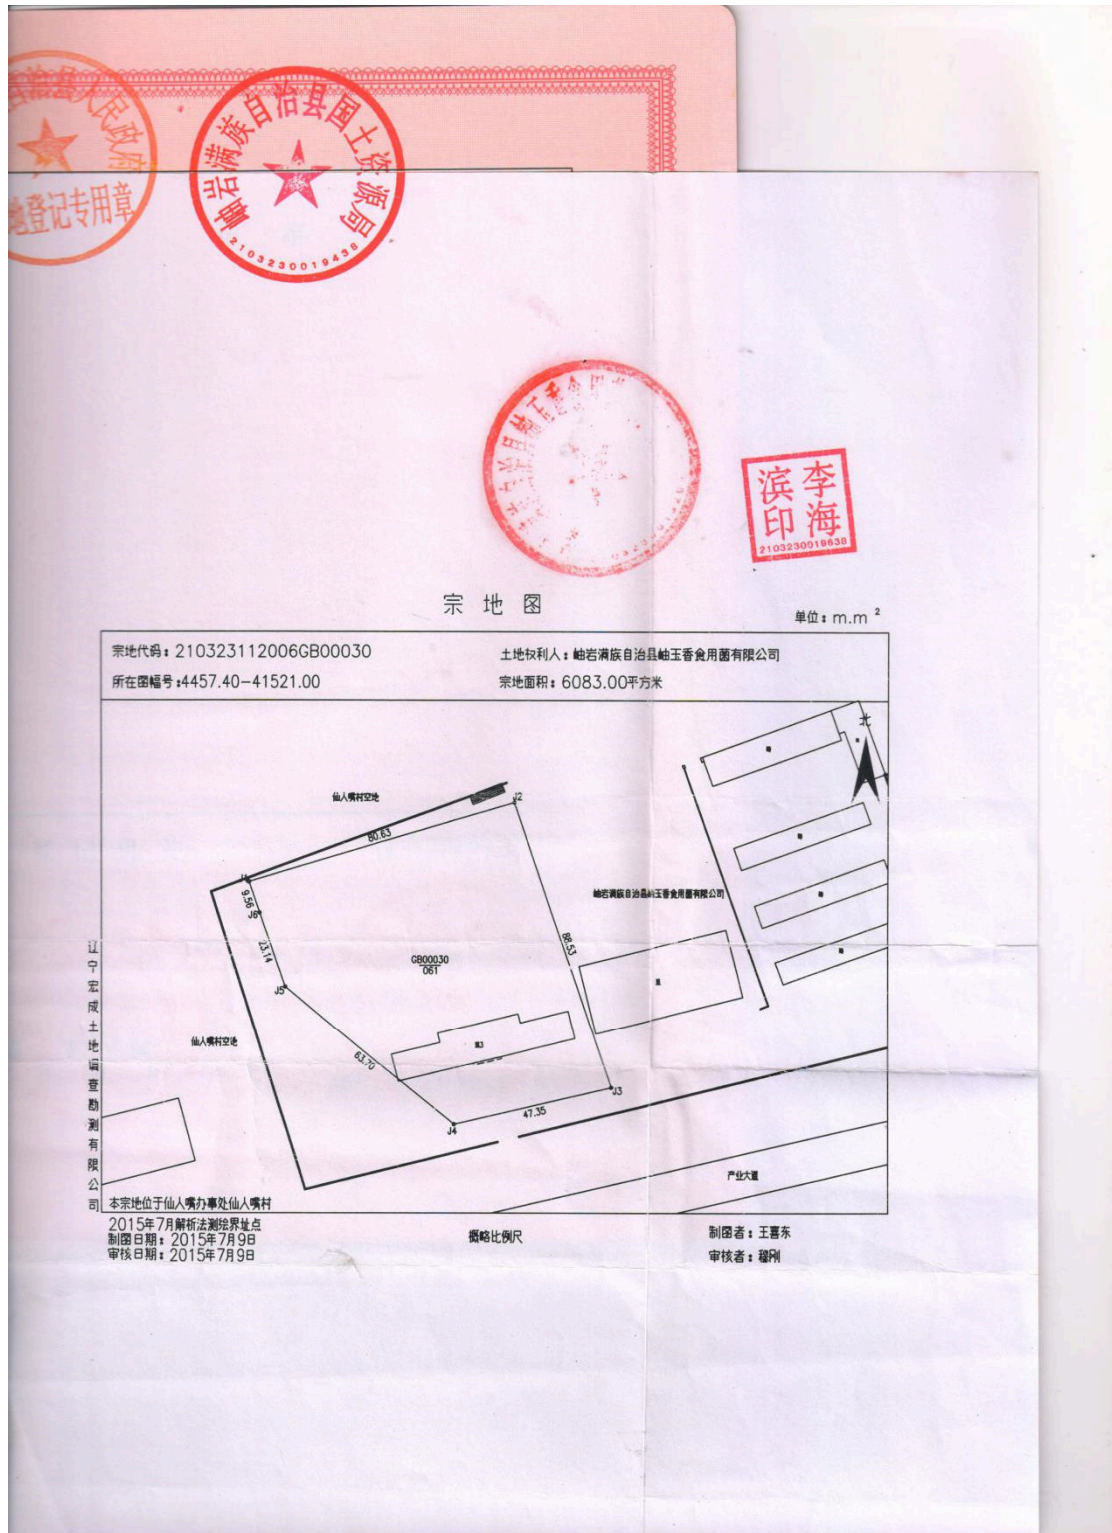 治县人民政府
地登记专用章
岫岩满族自治县国土资源局
2103230019438
李海
滨印
2103230019638
宗地图
单位：m.m²
宗地代码：210323112006GB00030
土地权利人：岫岩满族自治县岫玉香食用菌有限公司
所在图幅号：4457.40-41521.00
宗地面积：6083.00平方米
北
仙人嘴村空地
J2
80.63
J1
9.56
J6
岫岩满族自治县岫玉香食用菌有限公司
88.53
23.14
GB00030
061
J5
仙人嘴村空地
63.70
J3
47.35
J4
产业大道
辽宁宏成土地调查勘测有限公司
本宗地位于仙人嘴办事处仙人嘴村
2015年7月解析法测绘界址点
制图日期：2015年7月9日
审核日期：2015年7月9日
概略比例尺
制图者：王喜东
审核者：穆刚